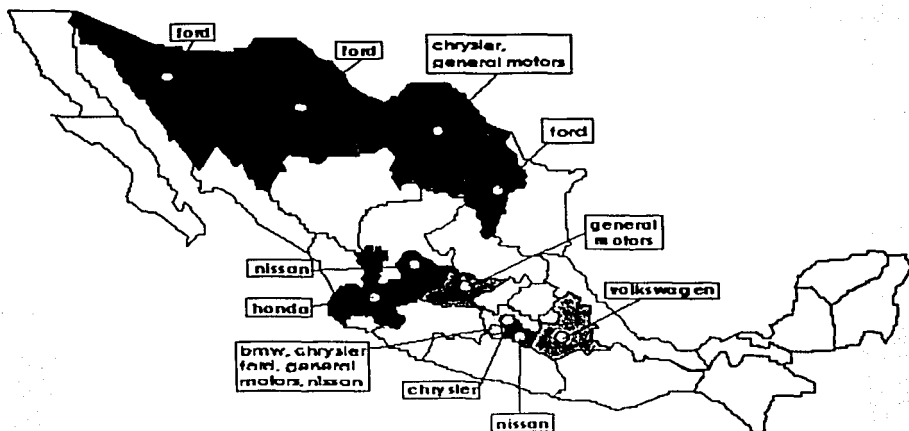 ford
ford
chrysler,
general motors
ford
general
motors
nissan
volkswagen
honda
bmw, chrysler
ford, general
motors, nissan
chrysler
nissan